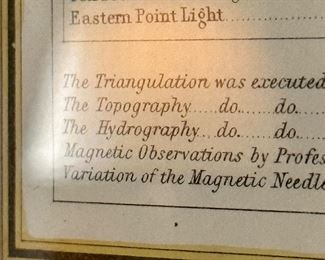 Eastern Point Light......
The Triangulation was executed
The Topography.....do.......do.
The Hydrography....do.......do.
Magnetic Observations by Profes
Variation of the Magnetic Needle